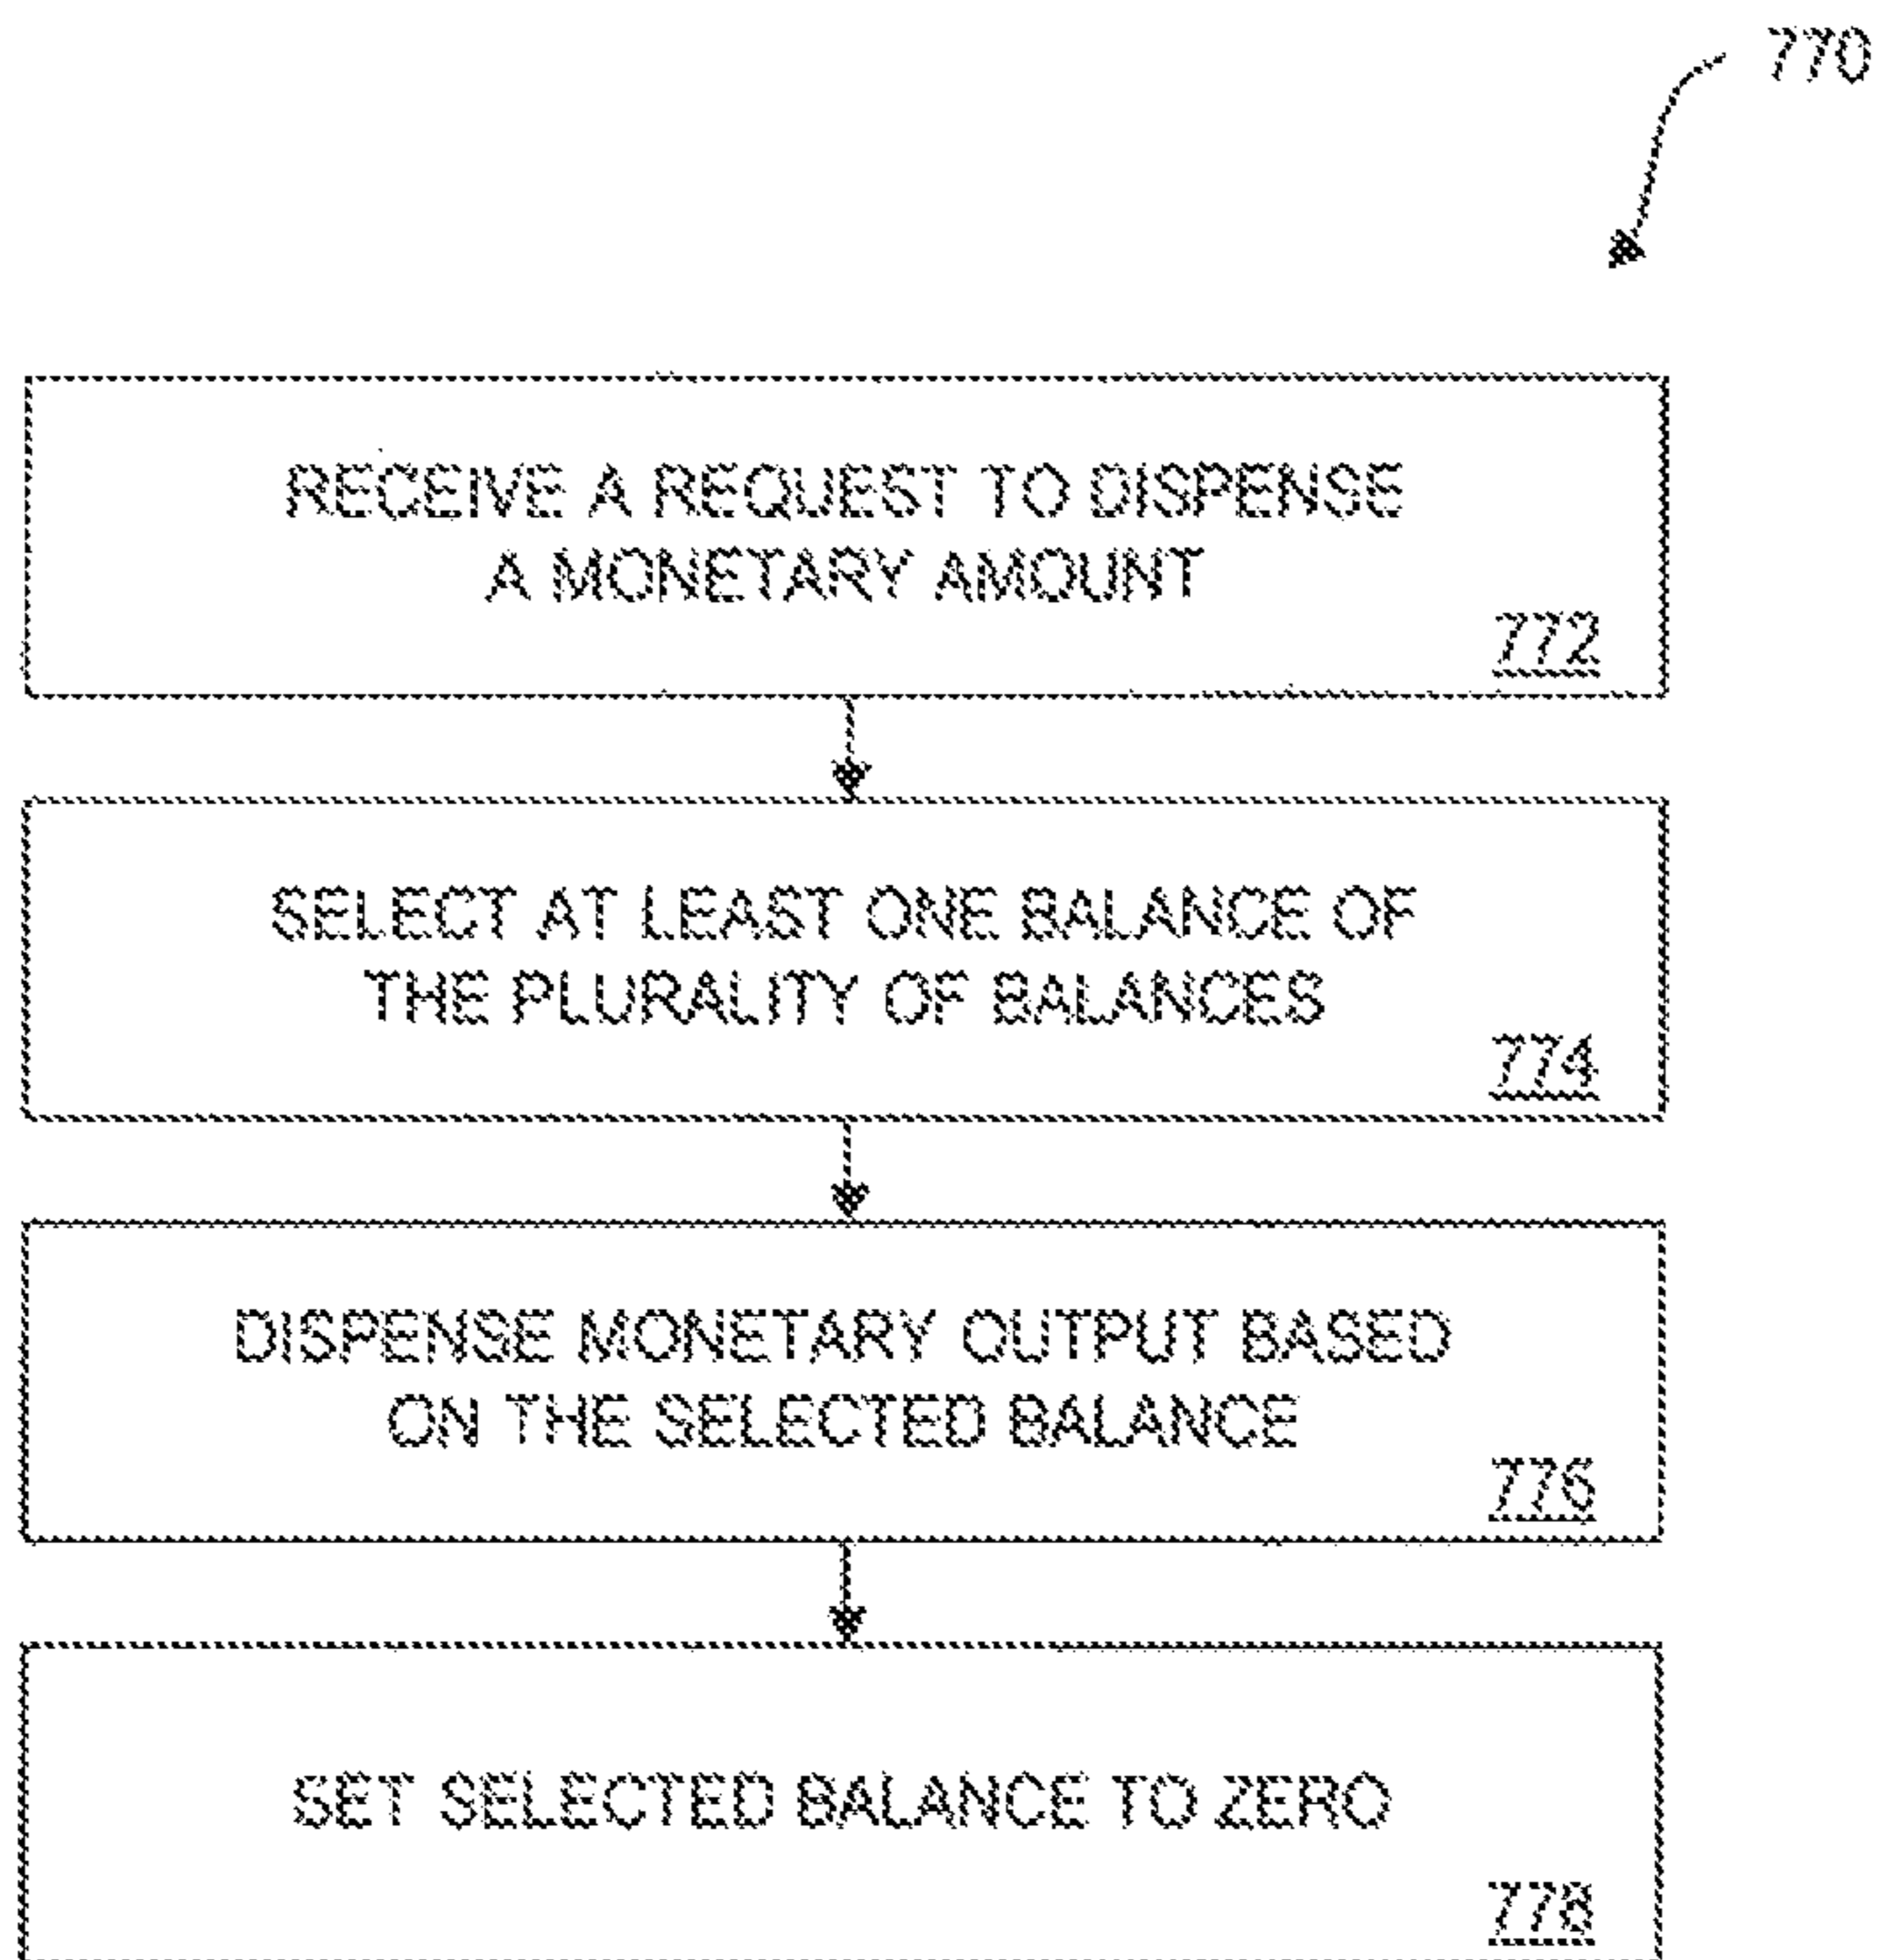 770
RECEIVE A REQUEST TO DISPENSE
A MONETARY AMOUNT
772
SELECT AT LEAST ONE BALANCE OF
THE PLURALITY OF BALANCES
774
DISPENSE MONETARY OUTPUT BASED
ON THE SELECTED BALANCE
776
SET SELECTED BALANCE TO ZERO
778